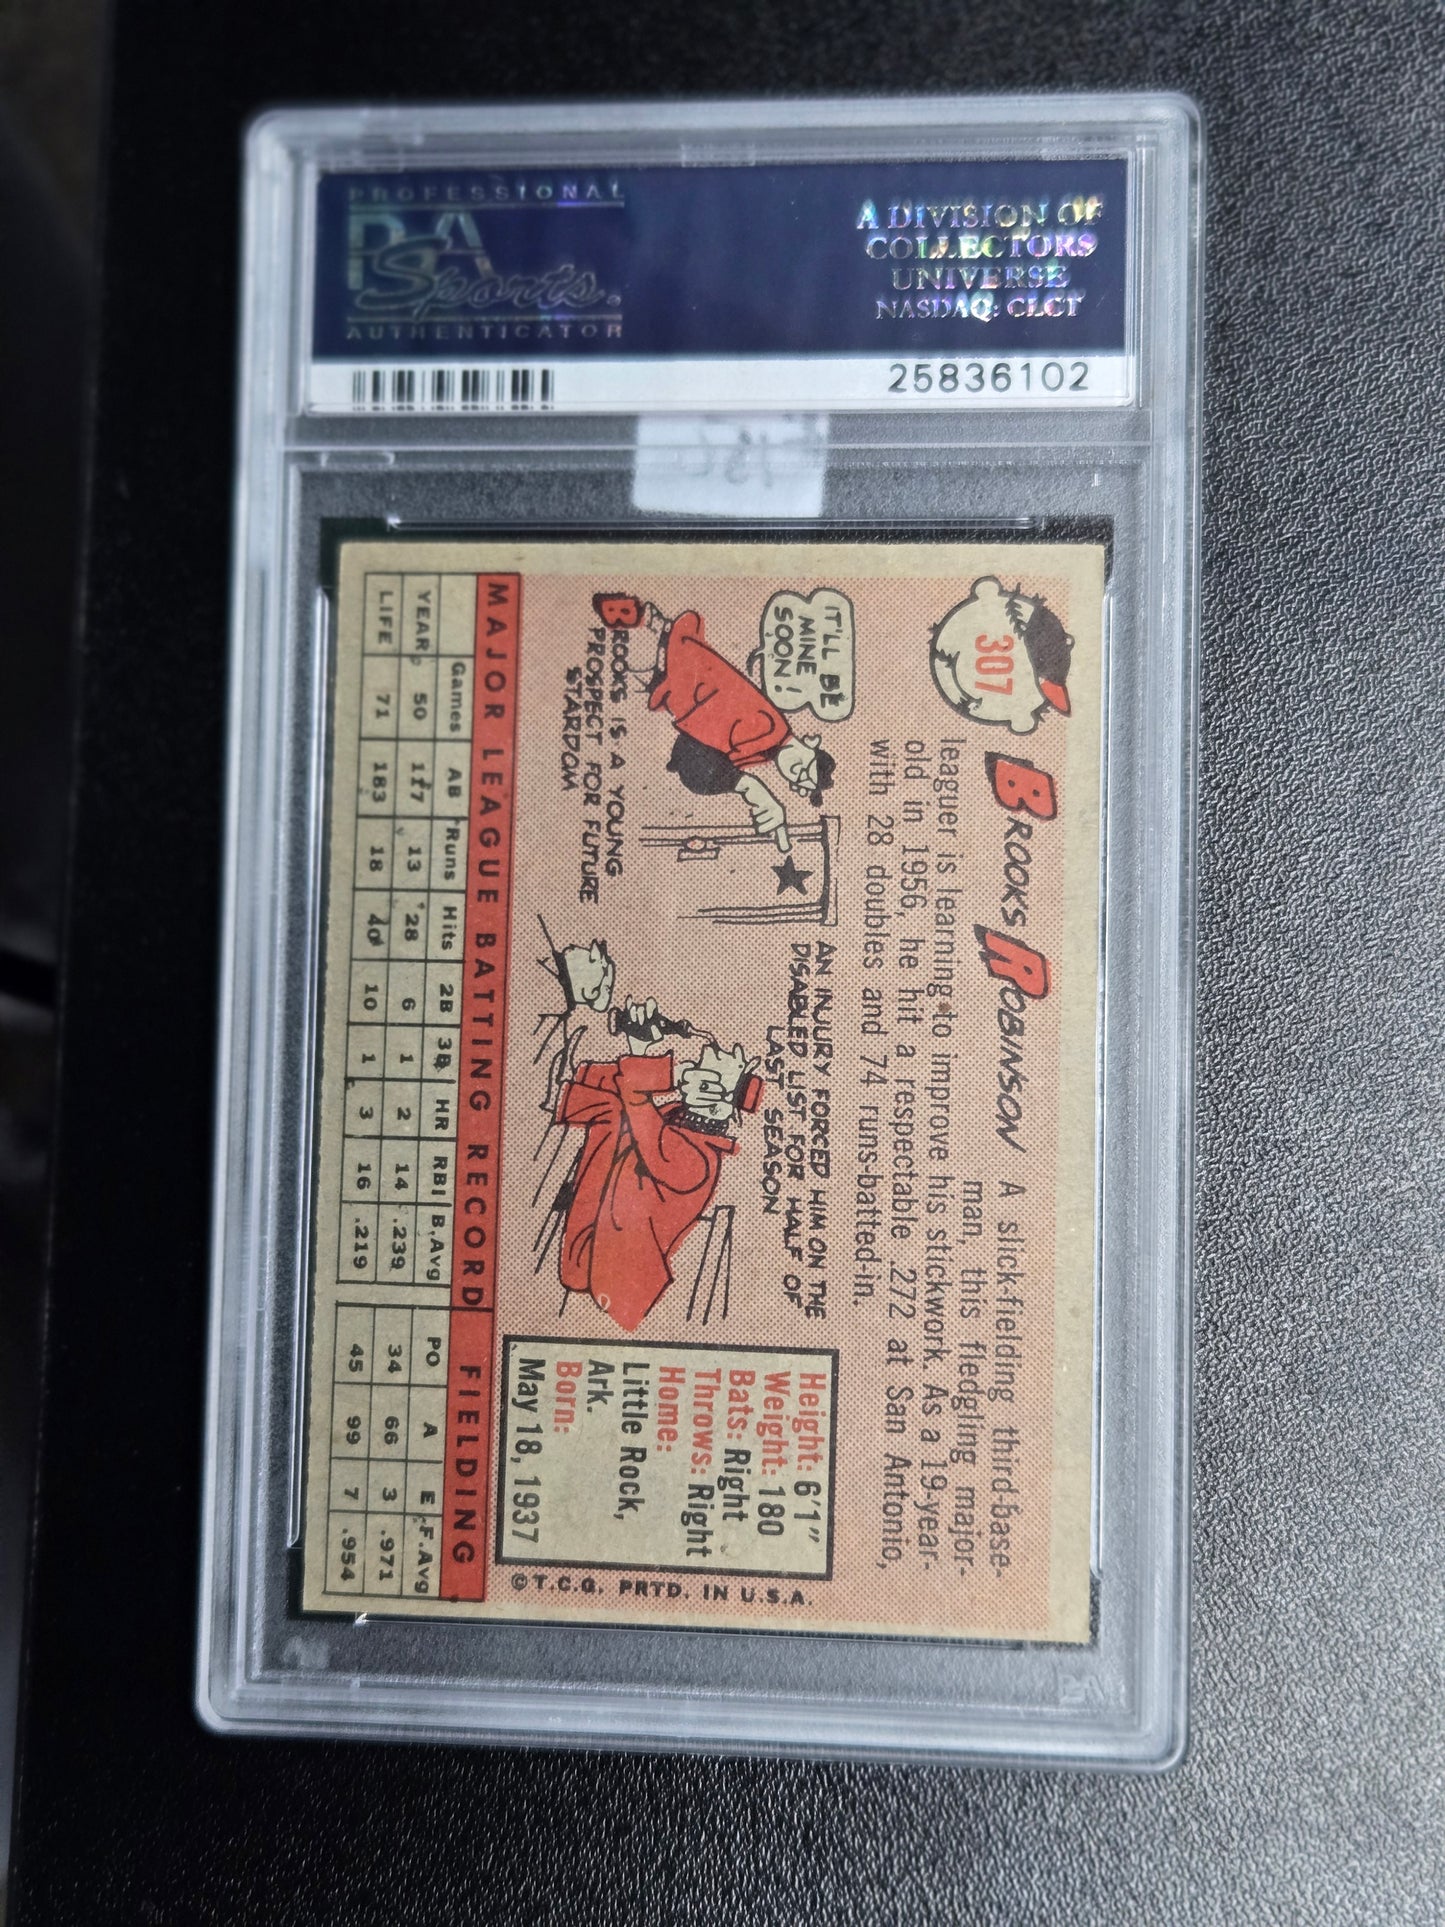 PROFESSIONAL
PSA
Sports.
AUTHENTICATOR
A DIVISION OF
COLLECTORS
UNIVERSE
NASDAQ: CLCT
25836102
307
BROOKS ROBINSON A slick-fielding third-base-
man, this fledgling major-
league is learning to improve his stickwork. As a 19-year-
old in 1956, he hit a respectable .272 at San Antonio,
with 28 doubles and 74 runs-batted-in.
IT'LL BE
MINE
SOON!
BROOKS IS A YOUNG
PROSPECT FOR FUTURE
STARDOM
AN INJURY FORCED HIM ON THE
DISABLED LIST FOR HALF OF
LAST SEASON
Height: 6'1"
Weight: 180
Bats: Right
Throws: Right
Home:
Little Rock,
Ark.
Born:
May 18, 1937
©T.C.G. PRTD. IN U.S.A.
MAJOR LEAGUE BATTING RECORD FIELDING
Games AB Runs Hits 2B 3B HR RBI B.Avg PO A E F.Avg
YEAR 50 117 13 28 6 1 2 14 .239 34 66 3 .971
LIFE 71 183 18 40 10 1 3 16 .219 45 99 7 .954